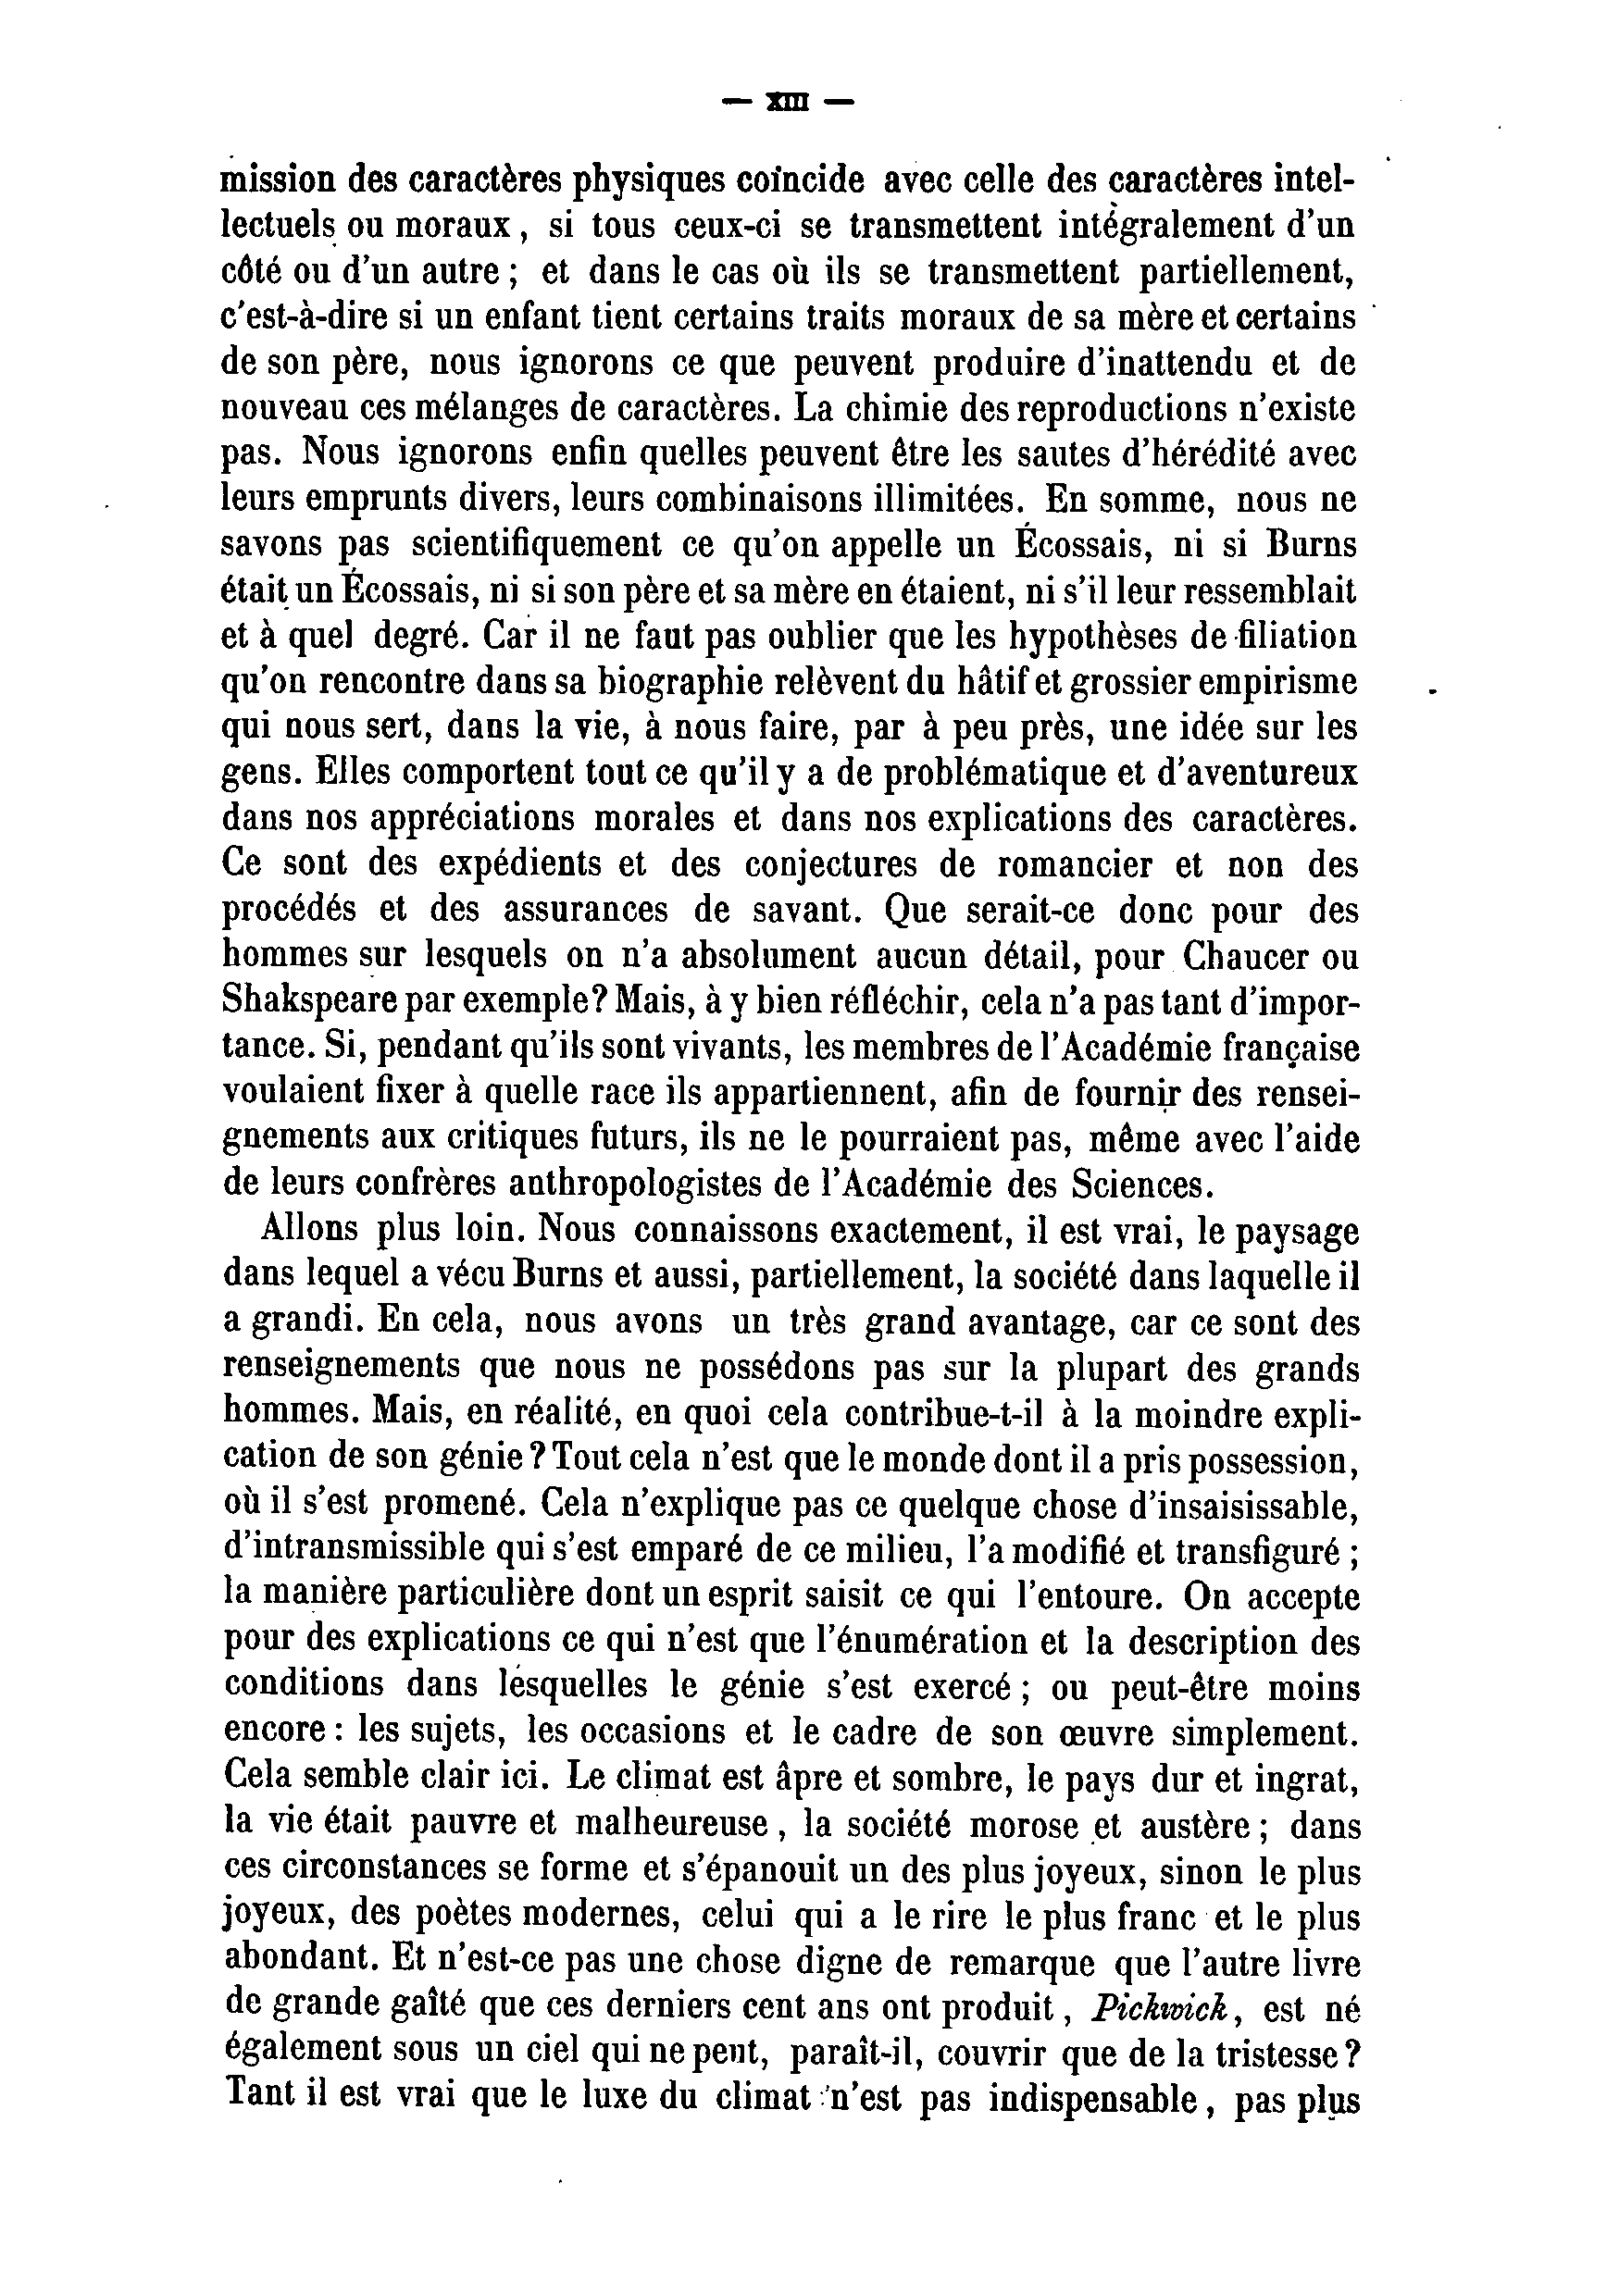 — XIII —
mission des caractères physiques coïncide avec celle des caractères intel-
lectuels ou moraux, si tous ceux-ci se transmettent intégralement d'un
côté ou d'un autre ; et dans le cas où ils se transmettent partiellement,
c'est-à-dire si un enfant tient certains traits moraux de sa mère et certains
de son père, nous ignorons ce que peuvent produire d'inattendu et de
nouveau ces mélanges de caractères. La chimie des reproductions n'existe
pas. Nous ignorons enfin quelles peuvent être les sautes d'hérédité avec
leurs emprunts divers, leurs combinaisons illimitées. En somme, nous ne
savons pas scientifiquement ce qu'on appelle un Écossais, ni si Burns
était un Écossais, ni si son père et sa mère en étaient, ni s'il leur ressemblait
et à quel degré. Car il ne faut pas oublier que les hypothèses de filiation
qu'on rencontre dans sa biographie relèvent du hâtif et grossier empirisme
qui nous sert, dans la vie, à nous faire, par à peu près, une idée sur les
gens. Elles comportent tout ce qu'il y a de problématique et d'aventureux
dans nos appréciations morales et dans nos explications des caractères.
Ce sont des expédients et des conjectures de romancier et non des
procédés et des assurances de savant. Que serait-ce donc pour des
hommes sur lesquels on n'a absolument aucun détail, pour Chaucer ou
Shakspeare par exemple? Mais, à y bien réfléchir, cela n'a pas tant d'impor-
tance. Si, pendant qu'ils sont vivants, les membres de l'Académie française
voulaient fixer à quelle race ils appartiennent, afin de fournir des rensei-
gnements aux critiques futurs, ils ne le pourraient pas, même avec l'aide
de leurs confrères anthropologistes de l'Académie des Sciences.
Allons plus loin. Nous connaissons exactement, il est vrai, le paysage
dans lequel a vécu Burns et aussi, partiellement, la société dans laquelle il
a grandi. En cela, nous avons un très grand avantage, car ce sont des
renseignements que nous ne possédons pas sur la plupart des grands
hommes. Mais, en réalité, en quoi cela contribue-t-il à la moindre expli-
cation de son génie ? Tout cela n'est que le monde dont il a pris possession,
où il s'est promené. Cela n'explique pas ce quelque chose d'insaisissable,
d'intransmissible qui s'est emparé de ce milieu, l'a modifié et transfiguré ;
la manière particulière dont un esprit saisit ce qui l'entoure. On accepte
pour des explications ce qui n'est que l'énumération et la description des
conditions dans lesquelles le génie s'est exercé ; ou peut-être moins
encore : les sujets, les occasions et le cadre de son œuvre simplement.
Cela semble clair ici. Le climat est âpre et sombre, le pays dur et ingrat,
la vie était pauvre et malheureuse, la société morose et austère ; dans
ces circonstances se forme et s'épanouit un des plus joyeux, sinon le plus
joyeux, des poètes modernes, celui qui a le rire le plus franc et le plus
abondant. Et n'est-ce pas une chose digne de remarque que l'autre livre
de grande gaîté que ces derniers cent ans ont produit, Pickwick, est né
également sous un ciel qui ne peut, paraît-il, couvrir que de la tristesse ?
Tant il est vrai que le luxe du climat n'est pas indispensable, pas plus